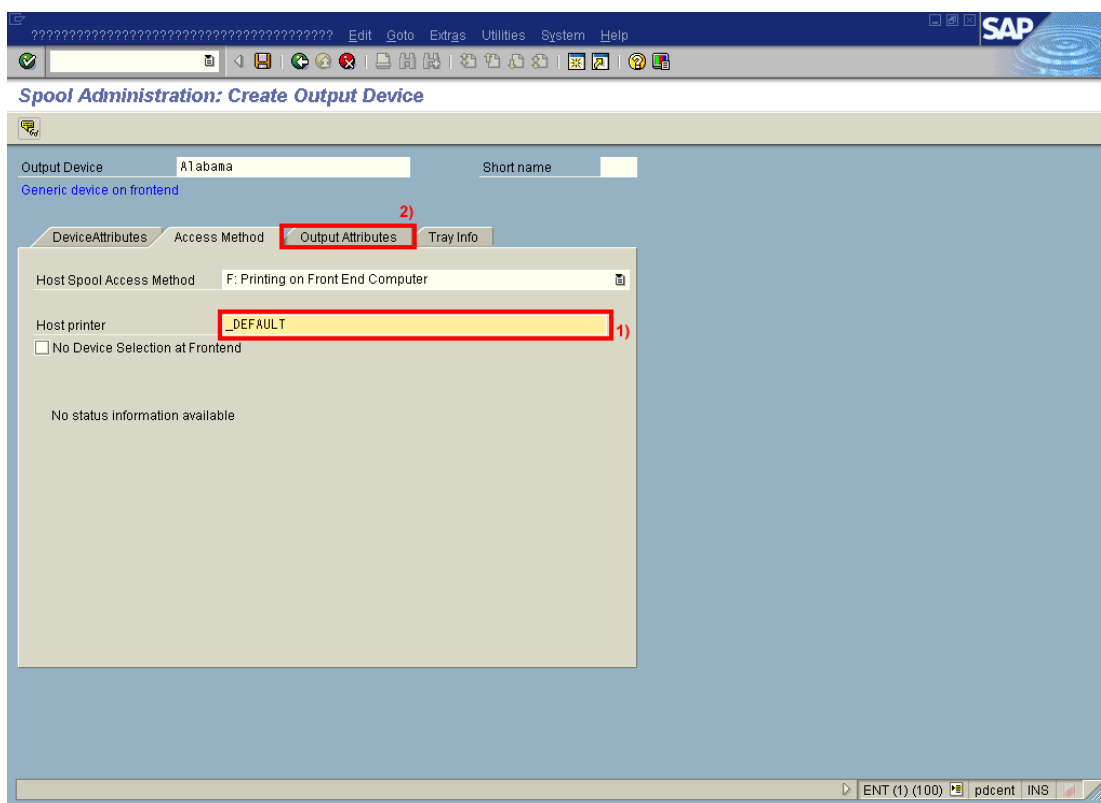 ????????????????????????????????????????  Edit  Goto  Extras  Utilities  System  Help
SAP
Spool Administration: Create Output Device
Output Device  Alabama  Short name
Generic device on frontend
2)
DeviceAttributes  Access Method  Output Attributes  Tray Info
Host Spool Access Method  F: Printing on Front End Computer
Host printer  _DEFAULT  1)
No Device Selection at Frontend
No status information available
ENT (1) (100)  pdcent  INS